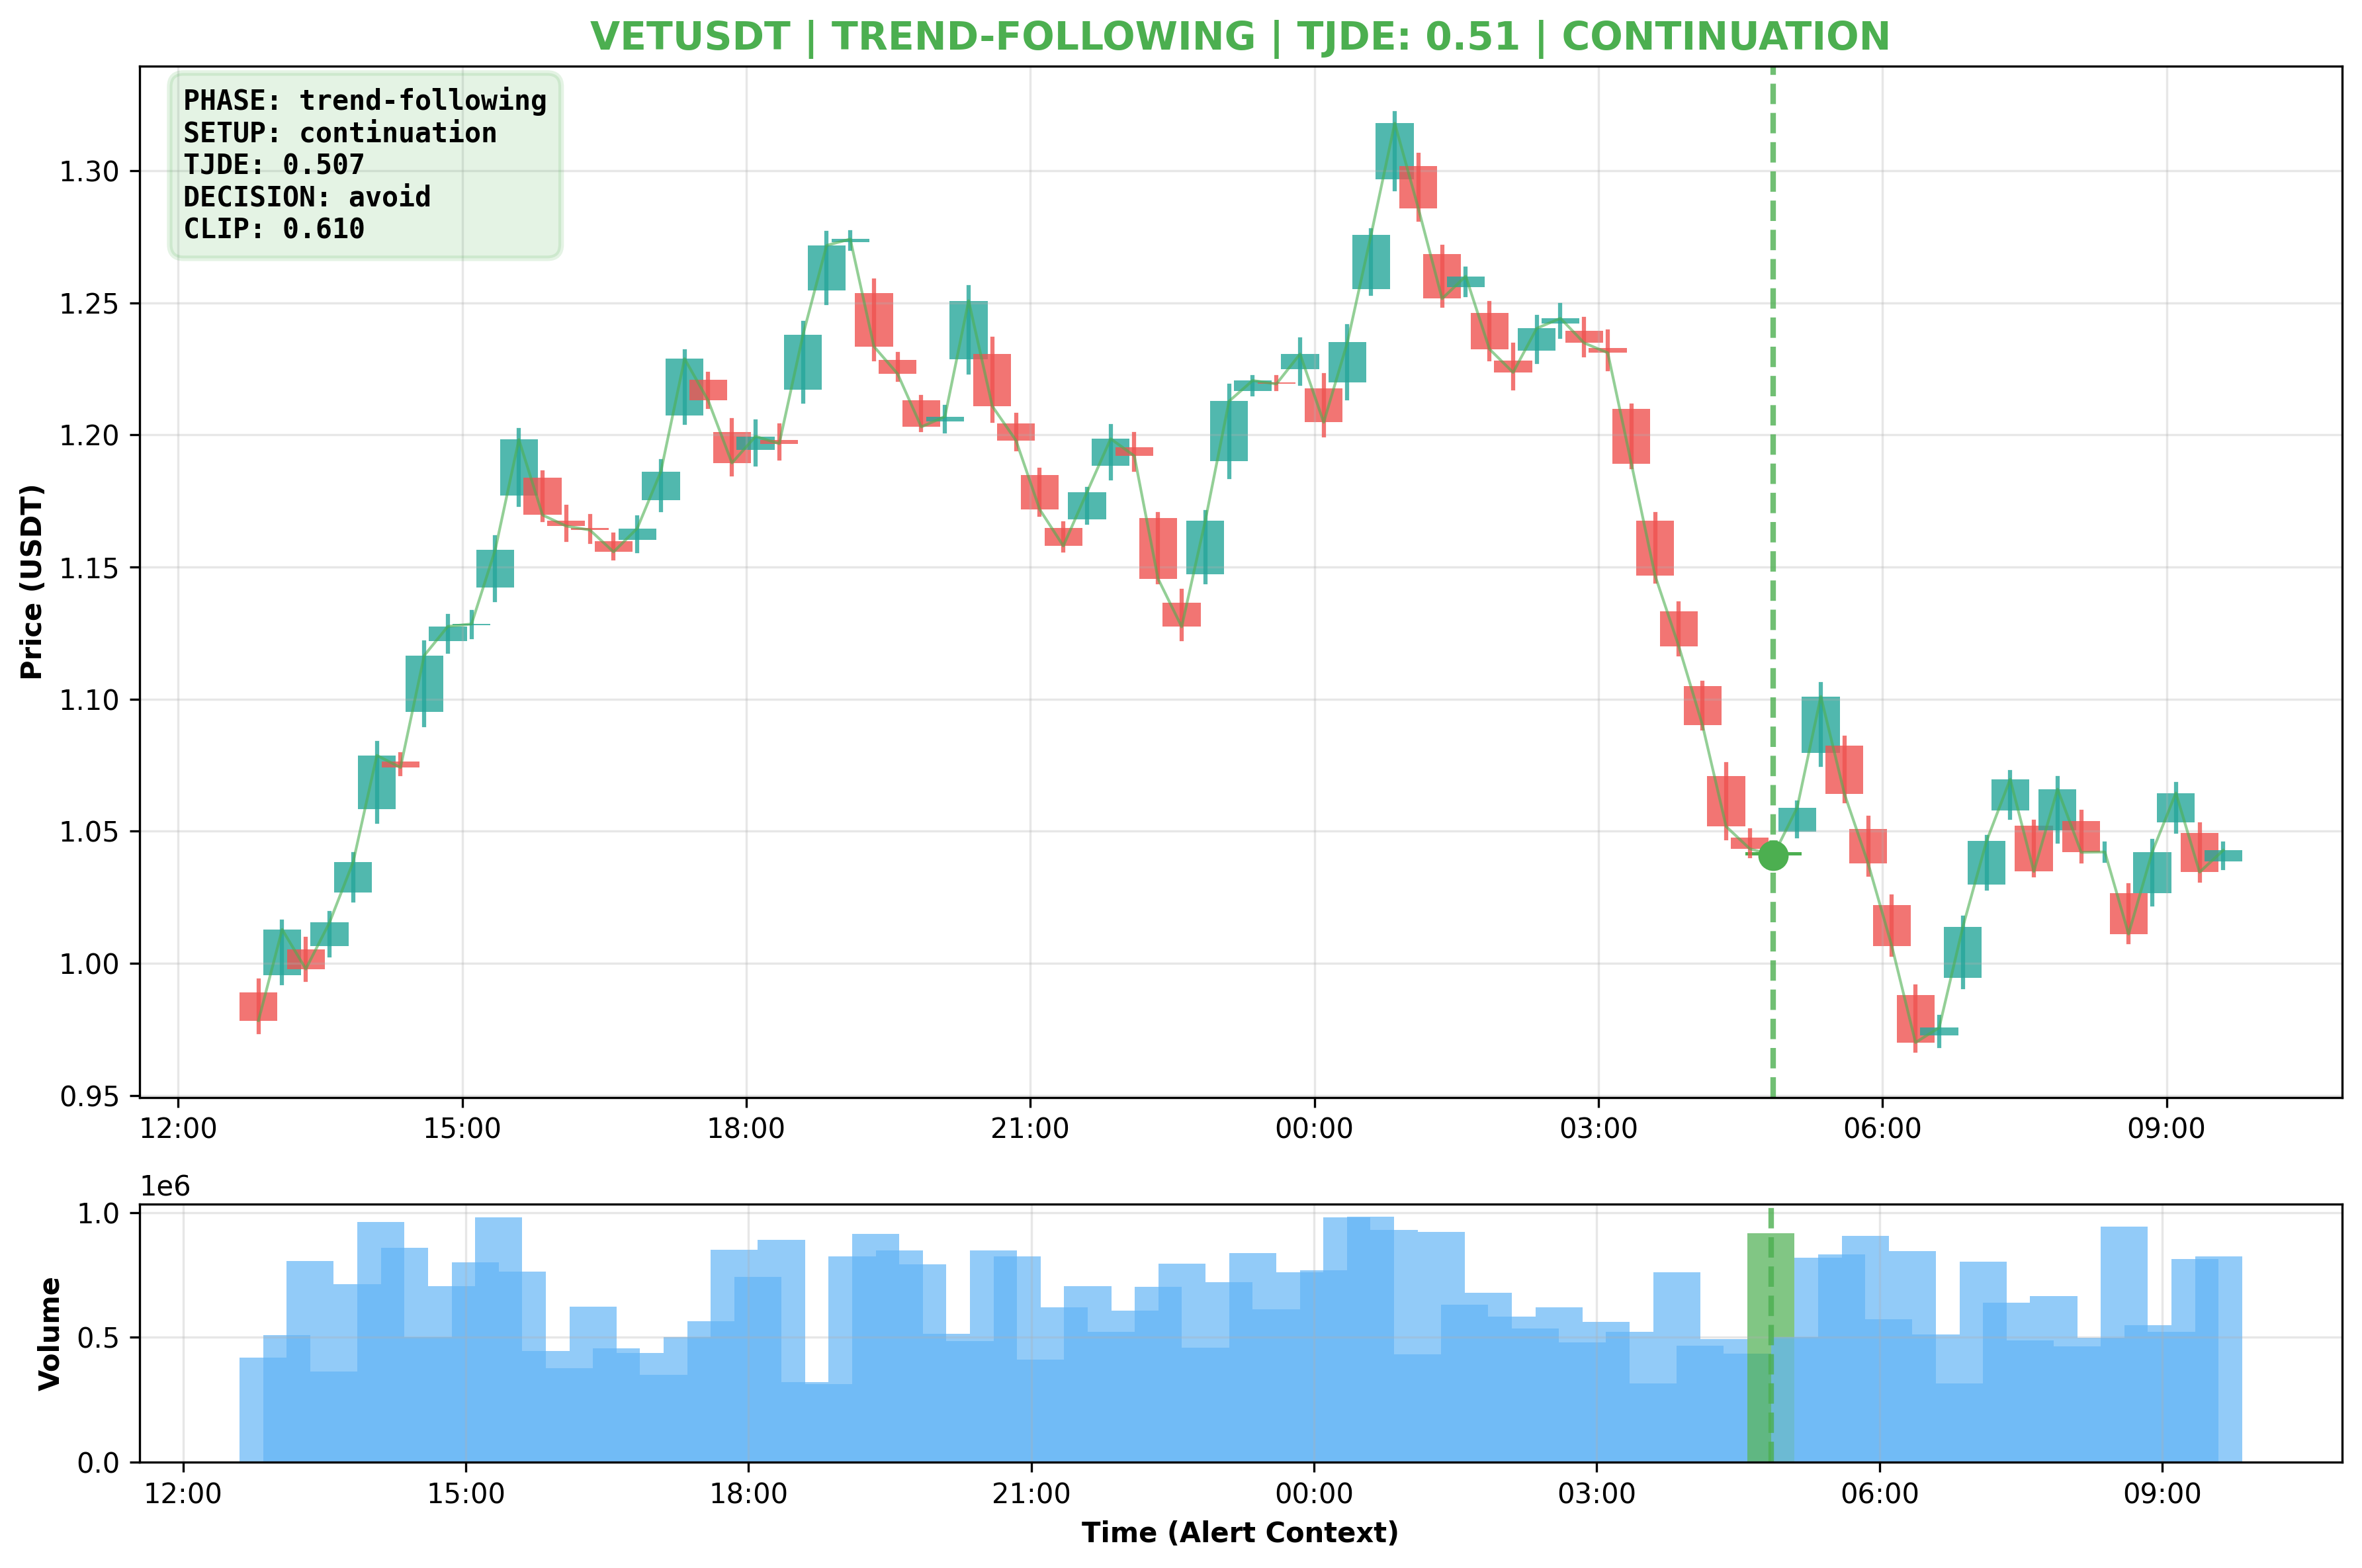 VETUSDT | TREND-FOLLOWING | TJDE: 0.51 | CONTINUATION
PHASE: trend-following
SETUP: continuation
TJDE: 0.507
DECISION: avoid
CLIP: 0.610
Price (USDT)
1.30
1.25
1.20
1.15
1.10
1.05
1.00
0.95
12:00 15:00 18:00 21:00 00:00 03:00 06:00 09:00
1e6
Volume
1.0
0.5
0.0
12:00 15:00 18:00 21:00 00:00 03:00 06:00 09:00
Time (Alert Context)